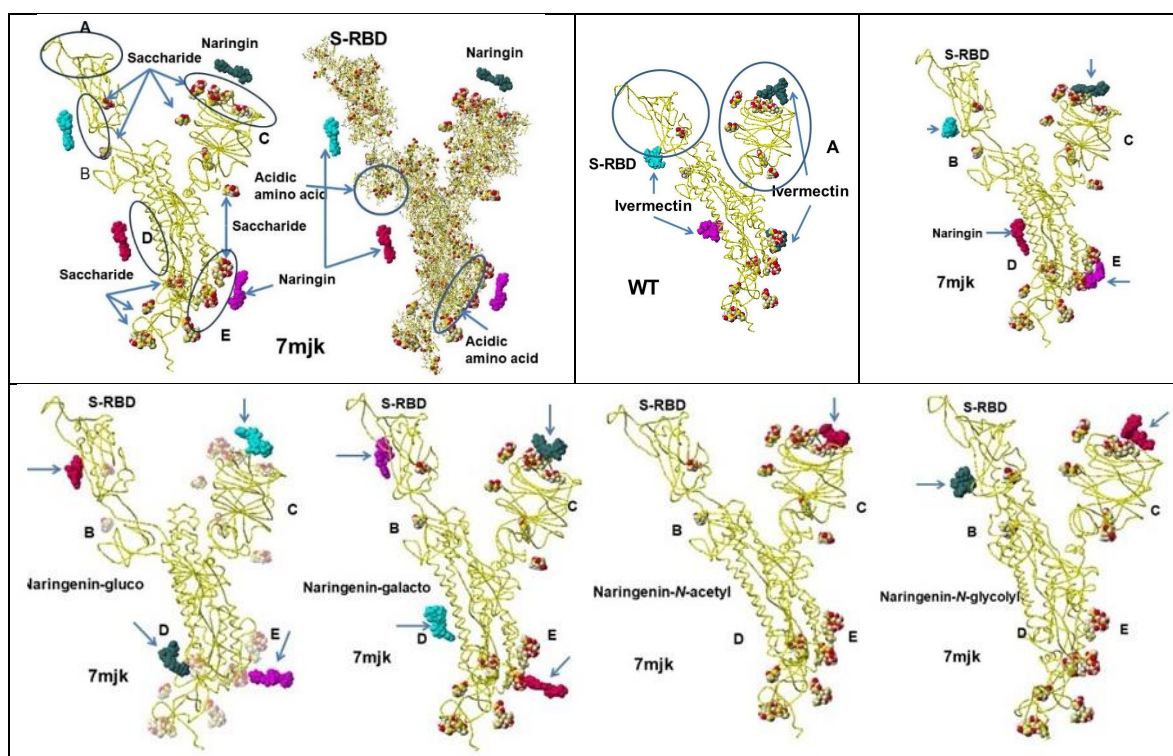 A
Saccharide
Naringin
C
B
D
Saccharide
E
7mjk
S-RBD
Naringin
Acidic
amino acid
Saccharide
Naringin
Acidic
amino acid
S-RBD
A
Ivermectin
Ivermectin
WT
S-RBD
C
B
Naringin
D
E
7mjk
S-RBD
B
C
Naringenin-gluco
D
E
7mjk
S-RBD
B
C
Naringenin-galacto
D
E
7mjk
S-RBD
B
C
Naringenin-N-acetyl
D
E
7mjk
S-RBD
B
C
Naringenin-N-glycolyl
D
E
7mjk